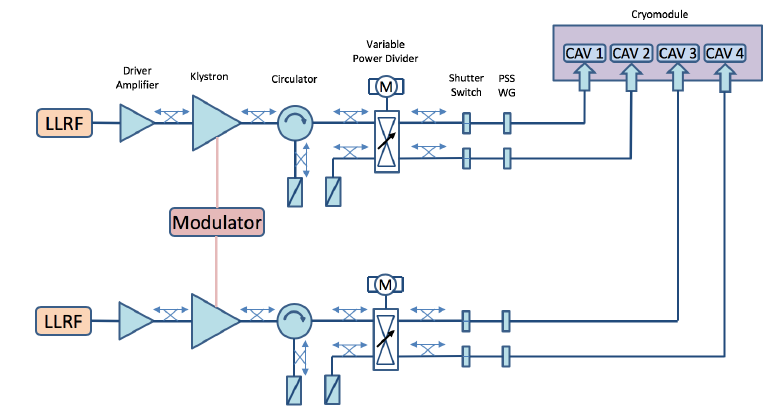 Cryomodule
CAV 1
CAV 2
CAV 3
CAV 4
Variable
Power Divider
Driver
Amplifier
Klystron
Circulator
Shutter
Switch
PSS
WG
M
LLRF
Modulator
M
LLRF